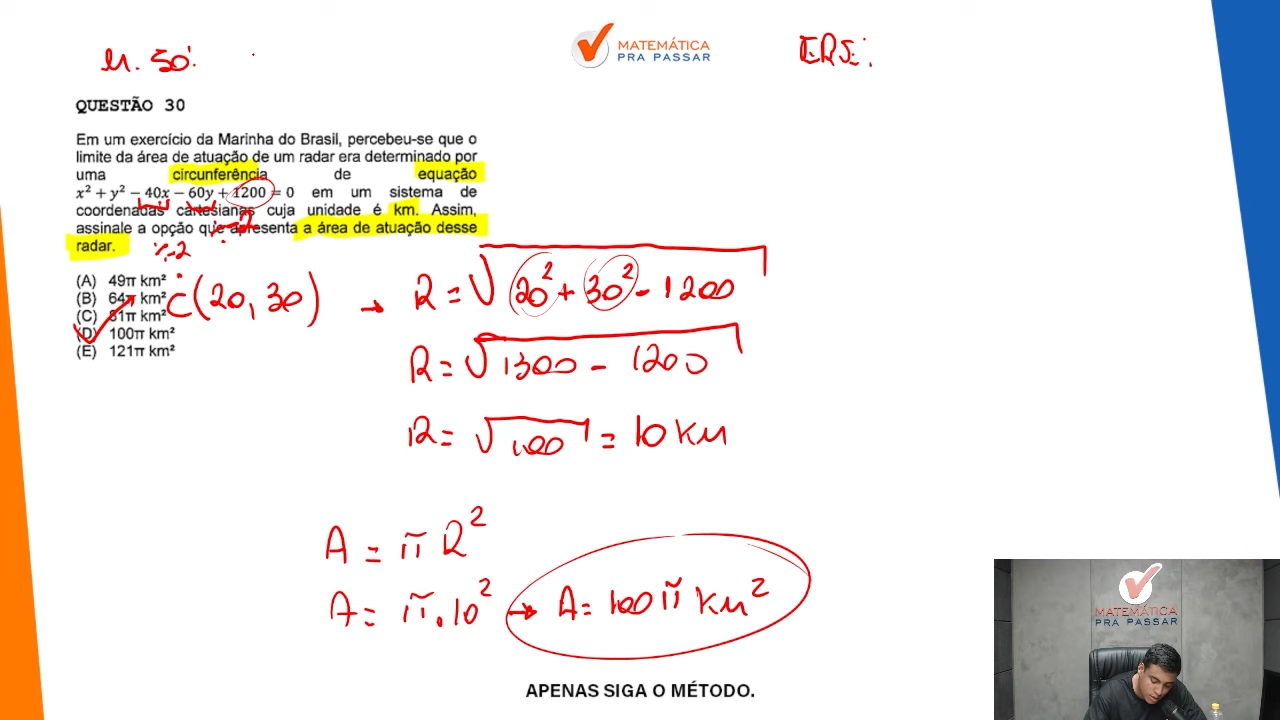 M. 50:
MATEMÁTICA
PRA PASSAR
QUESTÃO 30
Em um exercício da Marinha do Brasil, percebeu-se que o
limite da área de atuação de um radar era determinado por
uma circunferência de equação
x² + y² − 40x − 60y + 1200 = 0 em um sistema de
coordenadas cartesianas cuja unidade é km. Assim,
assinale a opção que apresenta a área de atuação desse
radar.
÷-2
÷-2
(A) 49π km²
(B) 64π km²
(C) 81π km²
(D) 100π km²
(E) 121π km²
C(20, 30) → R = √20² + 30² - 1200
R = √1300 - 1200
R = √100 = 10 km
A = π R²
A = π.10² → A = 100π km²
APENAS SIGA O MÉTODO.
MATEMÁTICA
PRA PASSAR